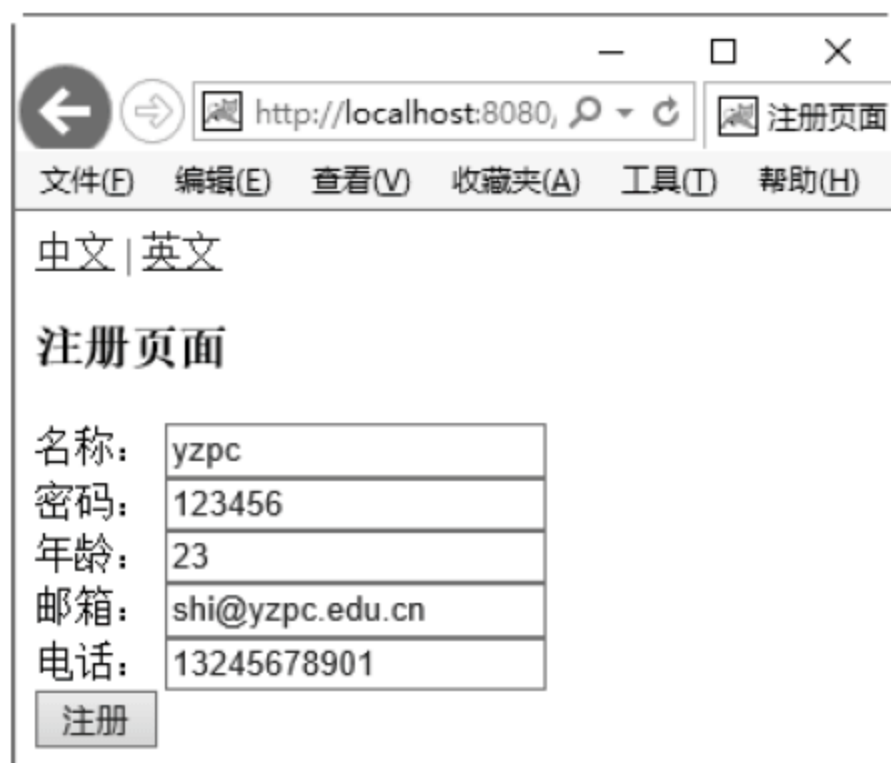 http://localhost:8080, 注册页面
文件(F) 编辑(E) 查看(V) 收藏夹(A) 工具(T) 帮助(H)
中文 | 英文
注册页面
名称： yzpc
密码： 123456
年龄： 23
邮箱： shi@yzpc.edu.cn
电话： 13245678901
注册